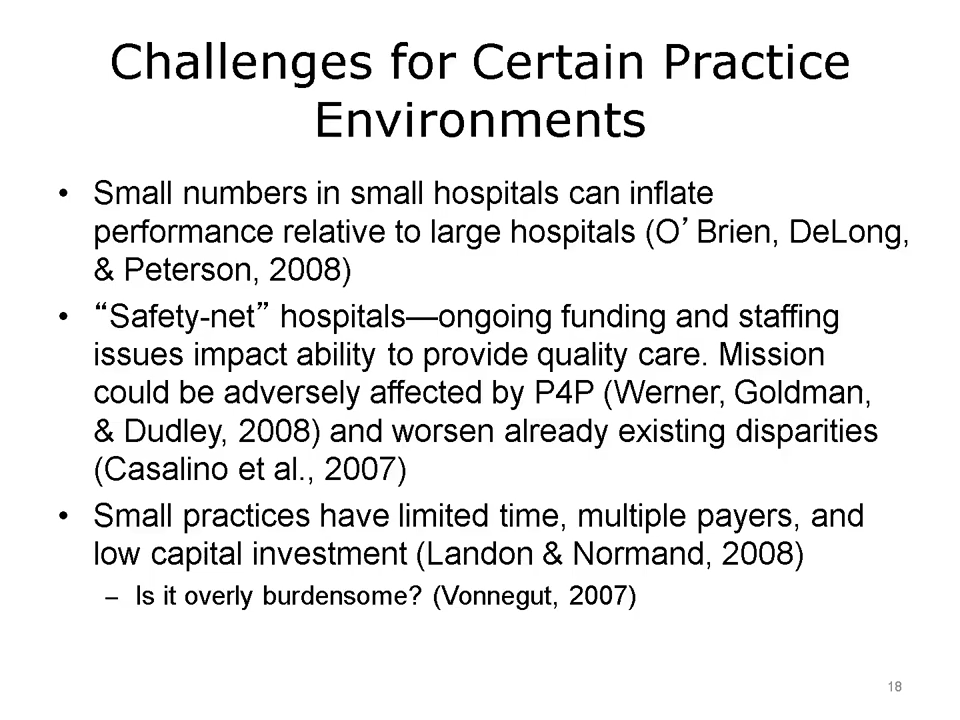 Challenges for Certain Practice
Environments
• Small numbers in small hospitals can inflate
performance relative to large hospitals (O’ Brien, DeLong,
& Peterson, 2008)
• “Safety-net” hospitals—ongoing funding and staffing
issues impact ability to provide quality care. Mission
could be adversely affected by P4P (Werner, Goldman,
& Dudley, 2008) and worsen already existing disparities
(Casalino et al., 2007)
• Small practices have limited time, multiple payers, and
low capital investment (Landon & Normand, 2008)
– Is it overly burdensome? (Vonnegut, 2007)
18